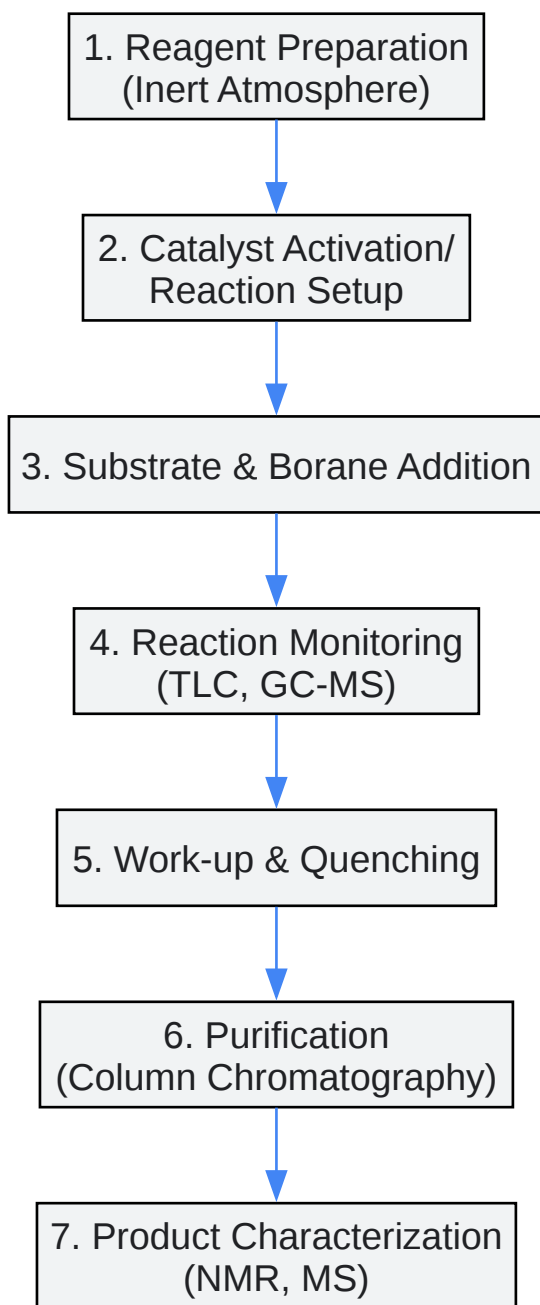 1. Reagent Preparation
(Inert Atmosphere)
2. Catalyst Activation/
Reaction Setup
3. Substrate & Borane Addition
4. Reaction Monitoring
(TLC, GC-MS)
5. Work-up & Quenching
6. Purification
(Column Chromatography)
7. Product Characterization
(NMR, MS)